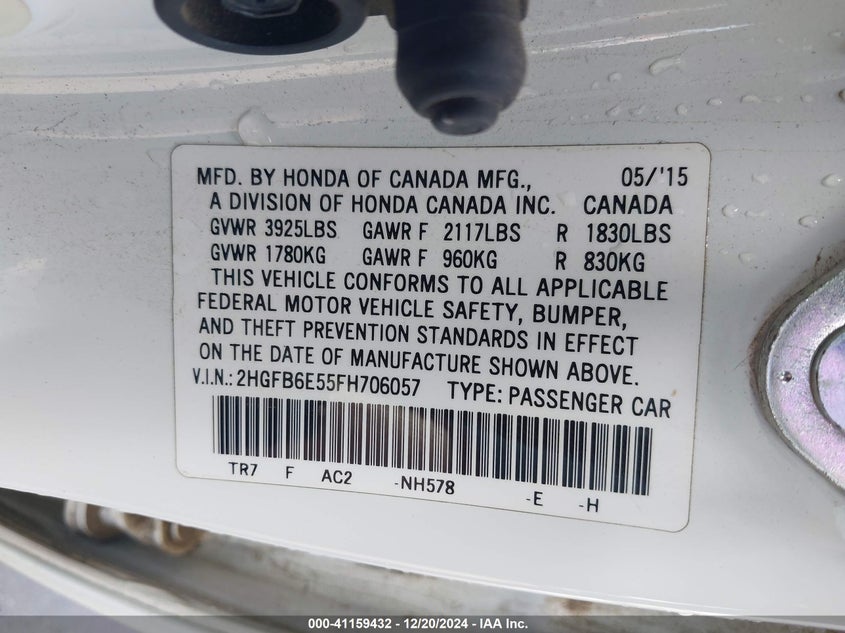 MFD. BY HONDA OF CANADA MFG., 05/'15
A DIVISION OF HONDA CANADA INC. CANADA
GVWR 3925LBS GAWR F 2117LBS R 1830LBS
GVWR 1780KG GAWR F 960KG R 830KG
THIS VEHICLE CONFORMS TO ALL APPLICABLE
FEDERAL MOTOR VEHICLE SAFETY, BUMPER,
AND THEFT PREVENTION STANDARDS IN EFFECT
ON THE DATE OF MANUFACTURE SHOWN ABOVE.
V.I.N.: 2HGFB6E55FH706057 TYPE: PASSENGER CAR
TR7 F AC2 -NH578 -E -H
000-41159432 - 12/20/2024 - IAA Inc.